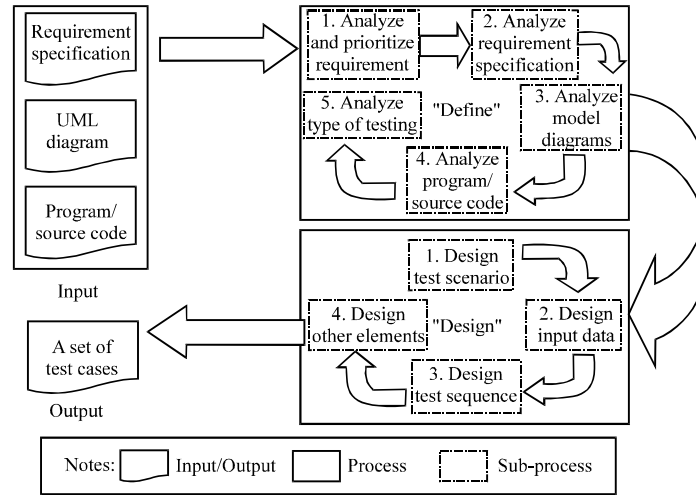 Requirement
specification
UML
diagram
Program/
source code
Input
1. Analyze
and prioritize
requirement
2. Analyze
requirement
specification
3. Analyze
model
diagrams
4. Analyze
program/
source code
5. Analyze
type of testing
"Define"
1. Design
test scenario
2. Design
input data
3. Design
test sequence
4. Design
other elements
"Design"
A set of
test cases
Output
Notes:
Input/Output
Process
Sub-process